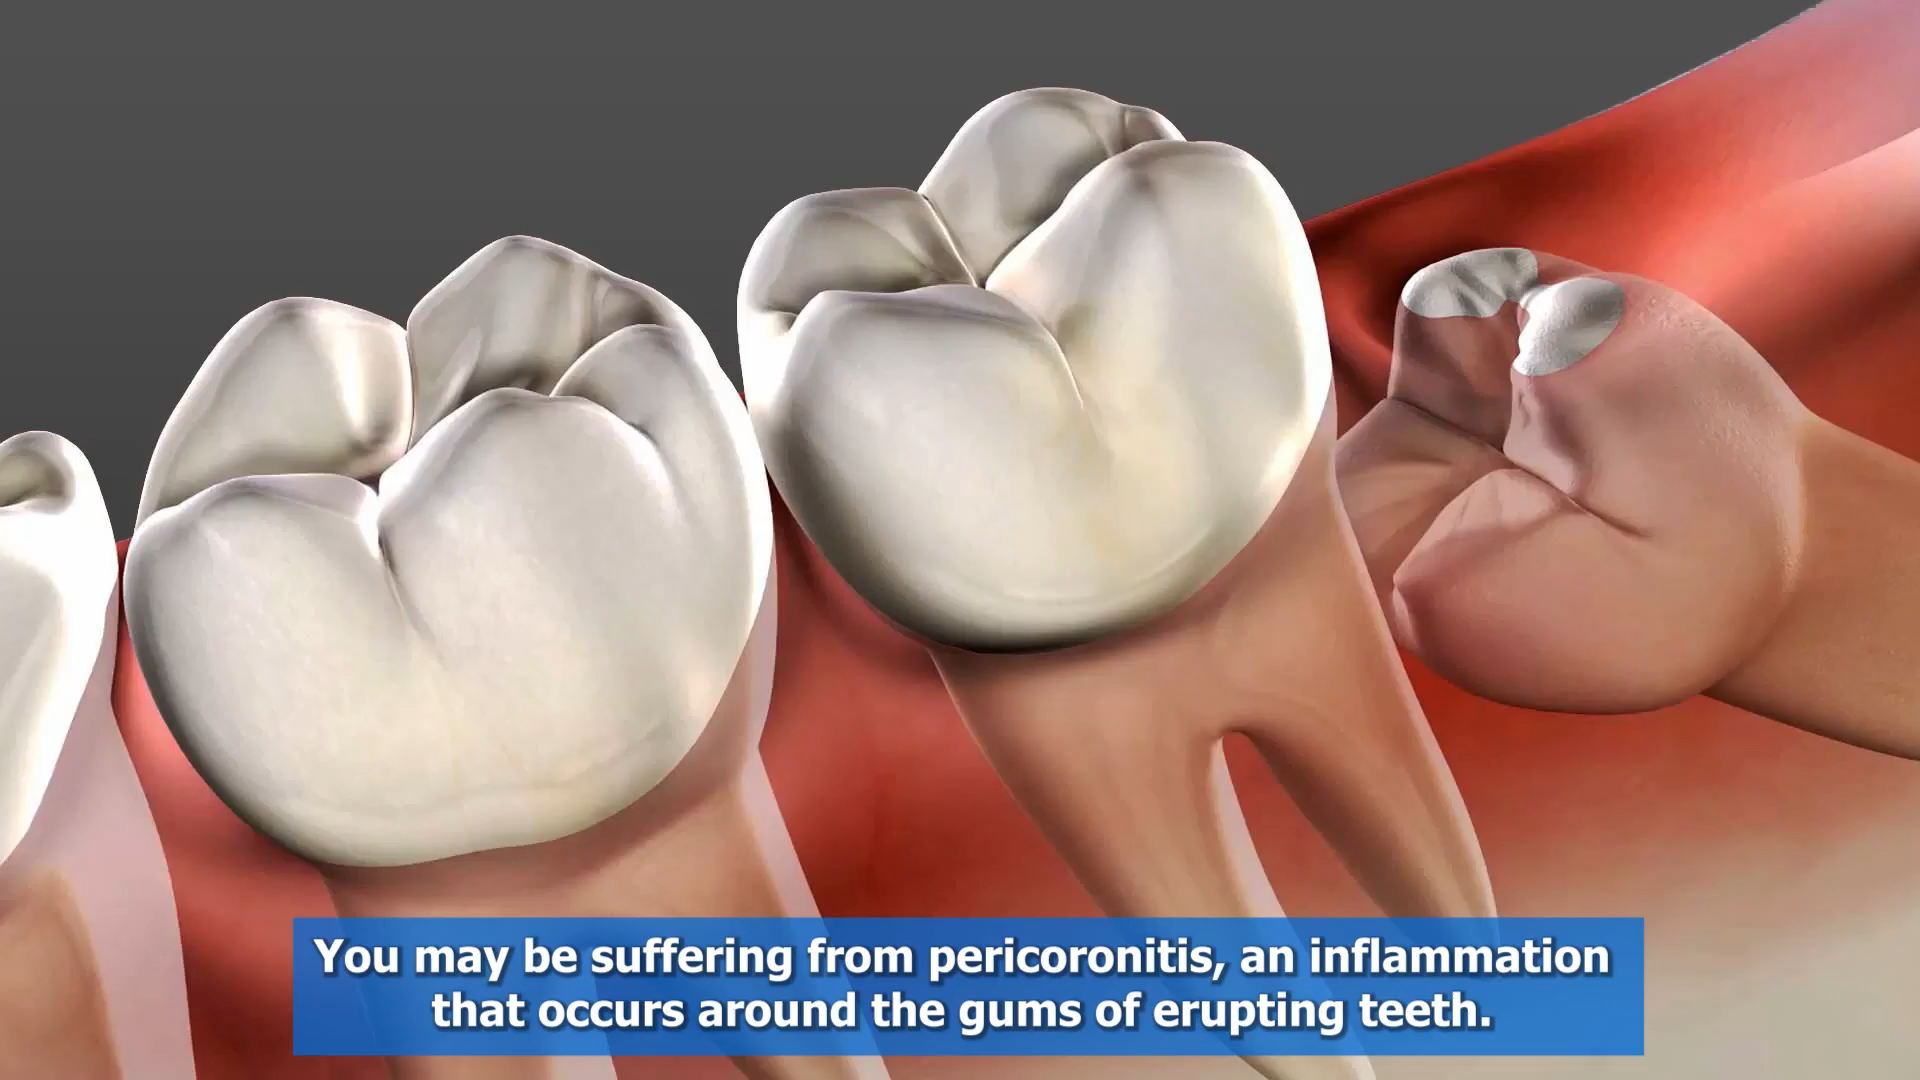 You may be suffering from pericoronitis, an inflammation
that occurs around the gums of erupting teeth.